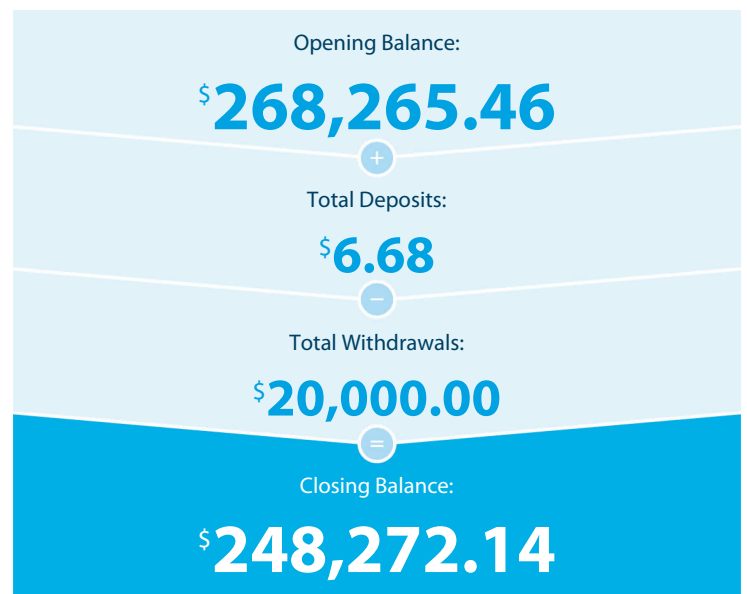 Opening Balance:
$268,265.46
+
Total Deposits:
$6.68
−
Total Withdrawals:
$20,000.00
=
Closing Balance:
$248,272.14